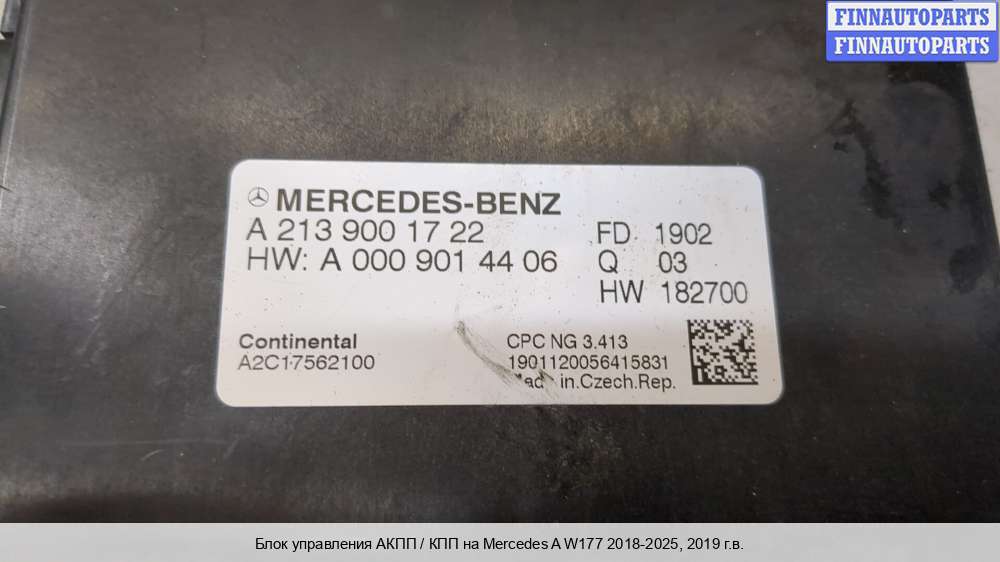 FINNAUTOPARTS
FINNAUTOPARTS
MERCEDES-BENZ
A 213 900 17 22 FD 1902
HW: A 000 901 44 06 Q 03
HW 182700
Continental CPC NG 3.413
A2C17562100 1901120056415831
in.Czech.Rep.
Блок управления АКПП / КПП на Mercedes A W177 2018-2025, 2019 г.в.